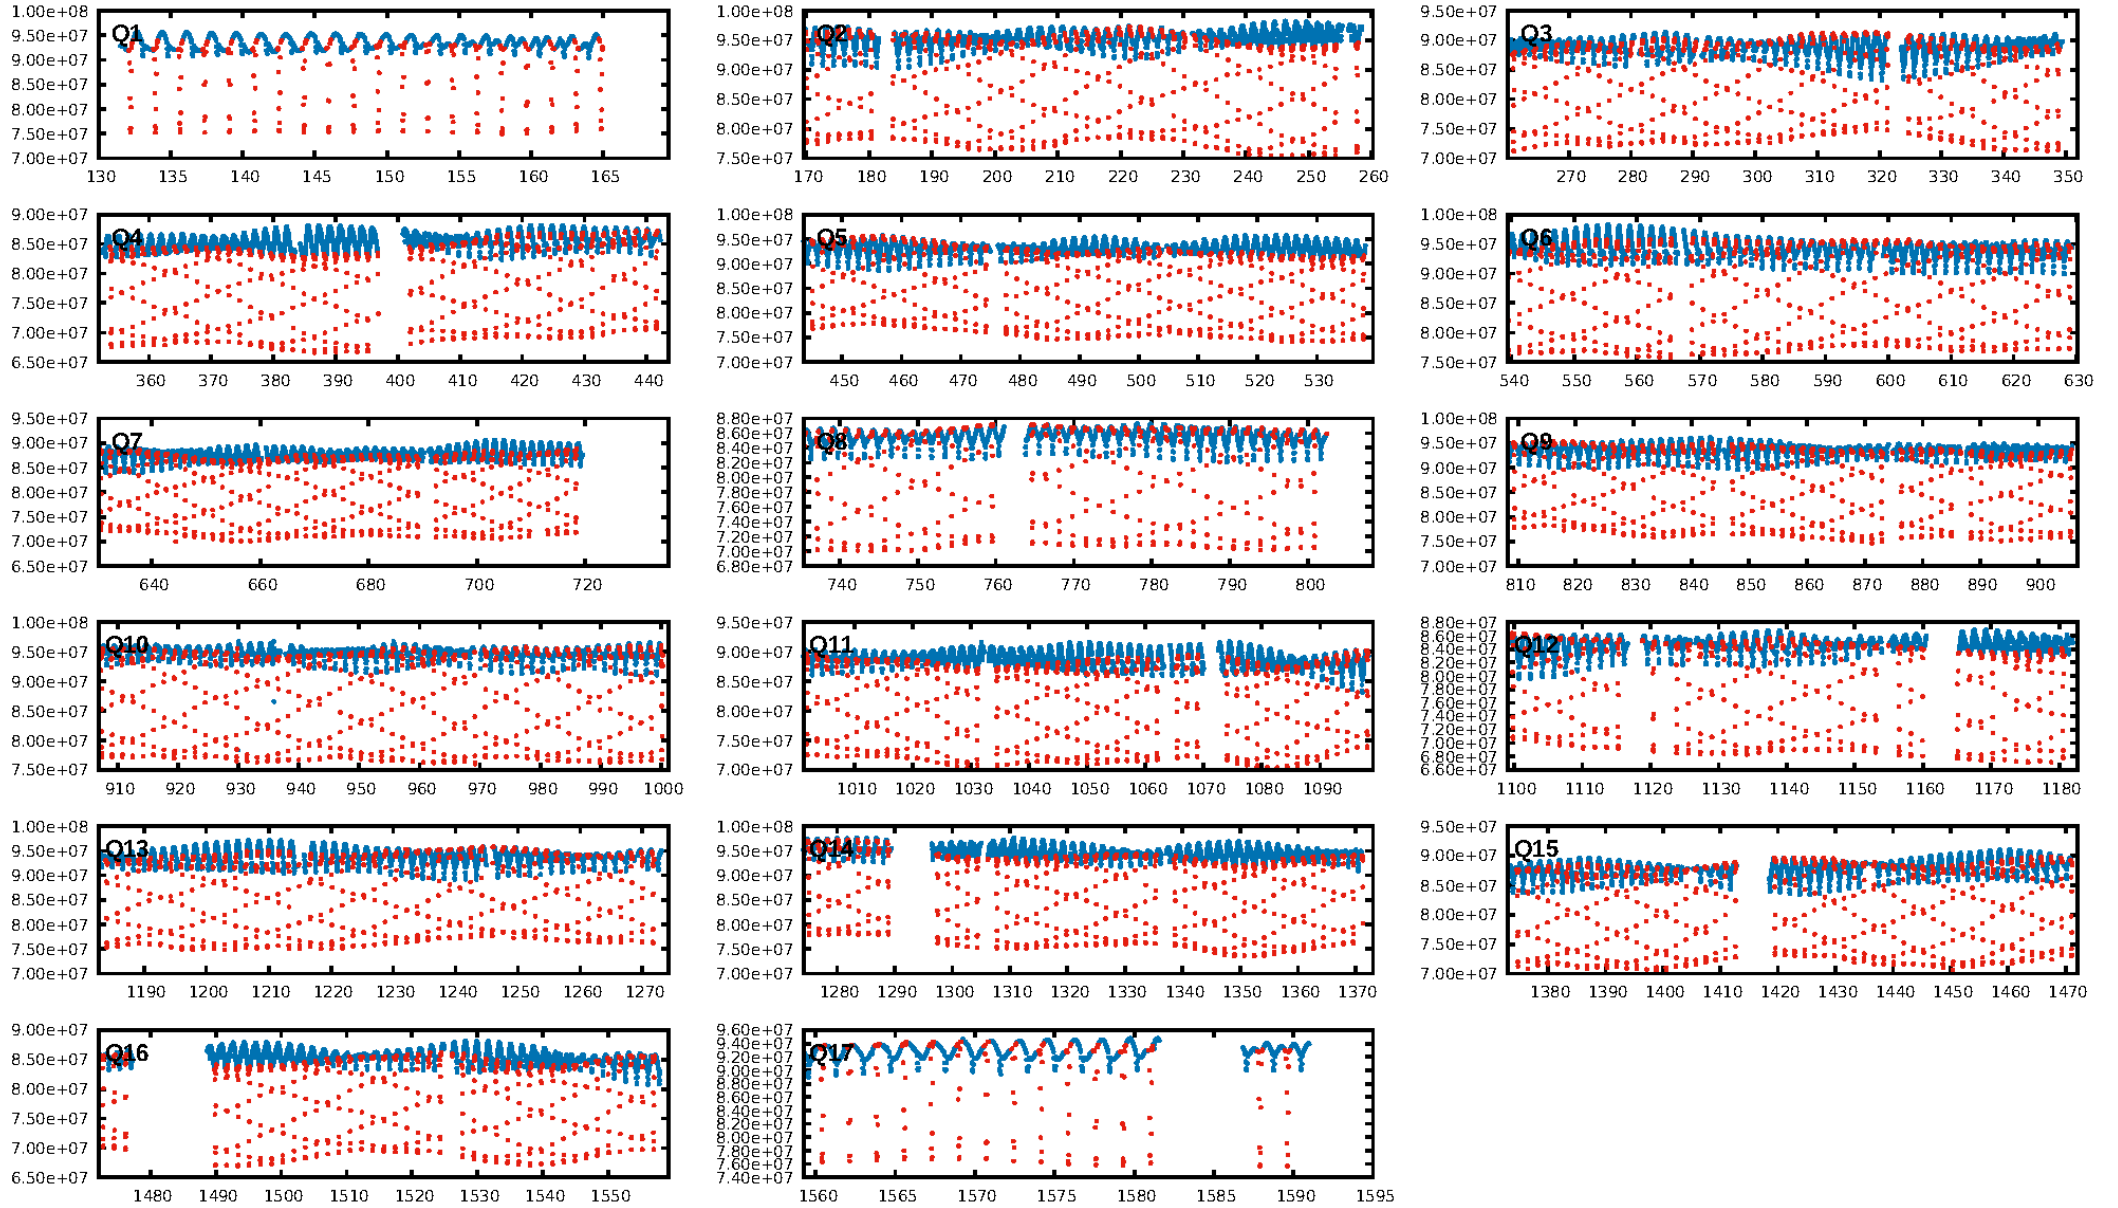 1.00e+08 9.50e+07 9.00e+07 8.50e+07 8.00e+07 7.50e+07 7.00e+07
Q1
130 135 140 145 150 155 160 165
1.00e+08 9.50e+07 9.00e+07 8.50e+07 8.00e+07 7.50e+07
Q2
170 180 190 200 210 220 230 240 250 260
9.50e+07 9.00e+07 8.50e+07 8.00e+07 7.50e+07 7.00e+07
Q3
270 280 290 300 310 320 330 340 350
9.00e+07 8.50e+07 8.00e+07 7.50e+07 7.00e+07 6.50e+07
Q4
360 370 380 390 400 410 420 430 440
1.00e+08 9.50e+07 9.00e+07 8.50e+07 8.00e+07 7.50e+07 7.00e+07
Q5
450 460 470 480 490 500 510 520 530
1.00e+08 9.50e+07 9.00e+07 8.50e+07 8.00e+07 7.50e+07
Q6
540 550 560 570 580 590 600 610 620 630
9.50e+07 9.00e+07 8.50e+07 8.00e+07 7.50e+07 7.00e+07 6.50e+07
Q7
640 660 680 700 720
8.80e+07 8.60e+07 8.40e+07 8.20e+07 8.00e+07 7.80e+07 7.60e+07 7.40e+07 7.20e+07 7.00e+07 6.80e+07
Q8
740 750 760 770 780 790 800
1.00e+08 9.50e+07 9.00e+07 8.50e+07 8.00e+07 7.50e+07 7.00e+07
Q9
810 820 830 840 850 860 870 880 890 900
1.00e+08 9.50e+07 9.00e+07 8.50e+07 8.00e+07 7.50e+07
Q10
910 920 930 940 950 960 970 980 990 1000
9.50e+07 9.00e+07 8.50e+07 8.00e+07 7.50e+07 7.00e+07
Q11
1010 1020 1030 1040 1050 1060 1070 1080 1090
8.80e+07 8.60e+07 8.40e+07 8.20e+07 8.00e+07 7.80e+07 7.60e+07 7.40e+07 7.20e+07 7.00e+07 6.80e+07 6.60e+07
Q12
1100 1110 1120 1130 1140 1150 1160 1170 1180
1.00e+08 9.50e+07 9.00e+07 8.50e+07 8.00e+07 7.50e+07 7.00e+07
Q13
1190 1200 1210 1220 1230 1240 1250 1260 1270
1.00e+08 9.50e+07 9.00e+07 8.50e+07 8.00e+07 7.50e+07 7.00e+07
Q14
1280 1290 1300 1310 1320 1330 1340 1350 1360 1370
9.50e+07 9.00e+07 8.50e+07 8.00e+07 7.50e+07 7.00e+07
Q15
1380 1390 1400 1410 1420 1430 1440 1450 1460 1470
9.00e+07 8.50e+07 8.00e+07 7.50e+07 7.00e+07 6.50e+07
Q16
1480 1490 1500 1510 1520 1530 1540 1550
9.60e+07 9.40e+07 9.20e+07 9.00e+07 8.80e+07 8.60e+07 8.40e+07 8.20e+07 8.00e+07 7.80e+07 7.60e+07 7.40e+07
Q17
1560 1565 1570 1575 1580 1585 1590 1595